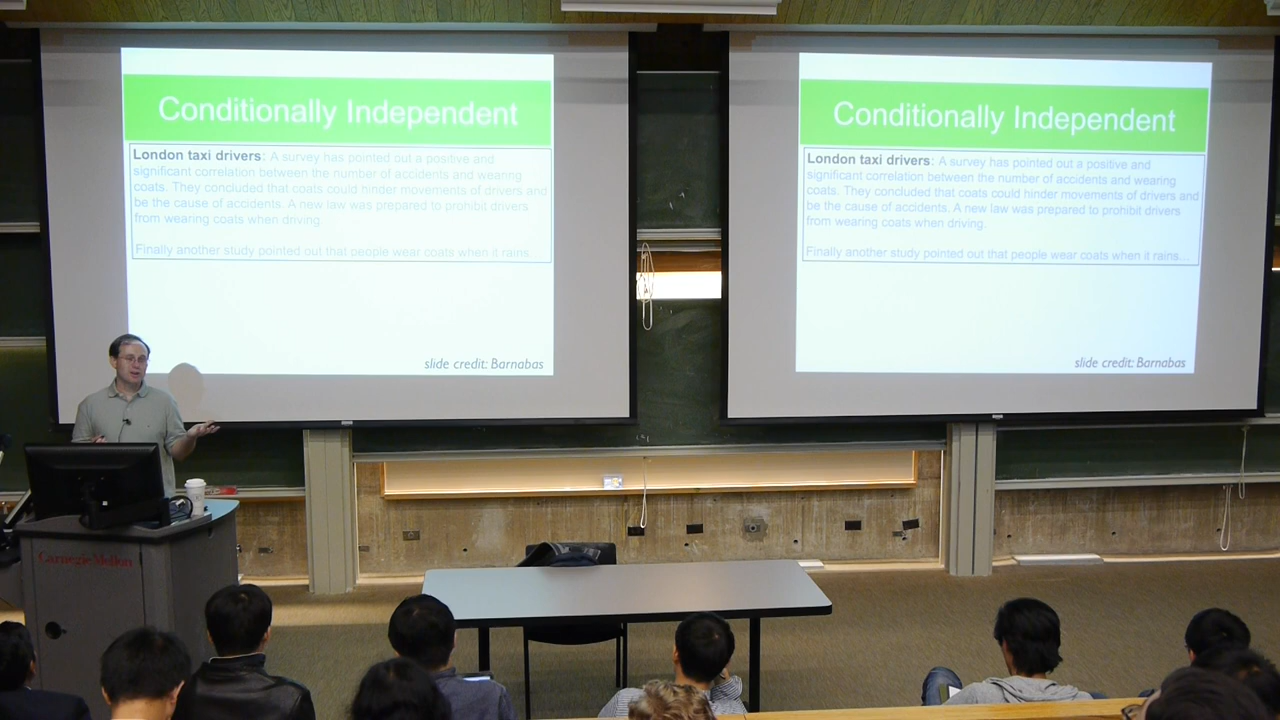 Conditionally Independent
London taxi drivers: A survey has pointed out a positive and
significant correlation between the number of accidents and wearing
coats. They concluded that coats could hinder movements of drivers and
be the cause of accidents. A new law was prepared to prohibit drivers
from wearing coats when driving.
Finally another study pointed out that people wear coats when it rains...
slide credit: Barnabas
Conditionally Independent
London taxi drivers: A survey has pointed out a positive and
significant correlation between the number of accidents and wearing
coats. They concluded that coats could hinder movements of drivers and
be the cause of accidents. A new law was prepared to prohibit drivers
from wearing coats when driving.
Finally another study pointed out that people wear coats when it rains...
slide credit: Barnabas
Carnegie Mellon